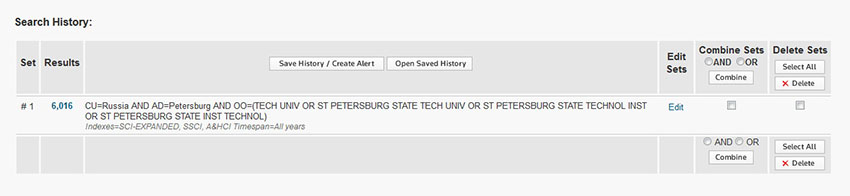 Search History:
Set Results Save History / Create Alert Open Saved History Edit Sets Combine Sets Delete Sets
AND OR Select All
Combine Delete
# 1 6,016 CU=Russia AND AD=Petersburg AND OO=(TECH UNIV OR ST PETERSBURG STATE TECH UNIV OR ST PETERSBURG STATE TECHNOL INST Edit
OR ST PETERSBURG STATE INST TECHNOL)
Indexes=SCI-EXPANDED, SSCI, A&HCI Timespan=All years
AND OR Select All
Combine Delete